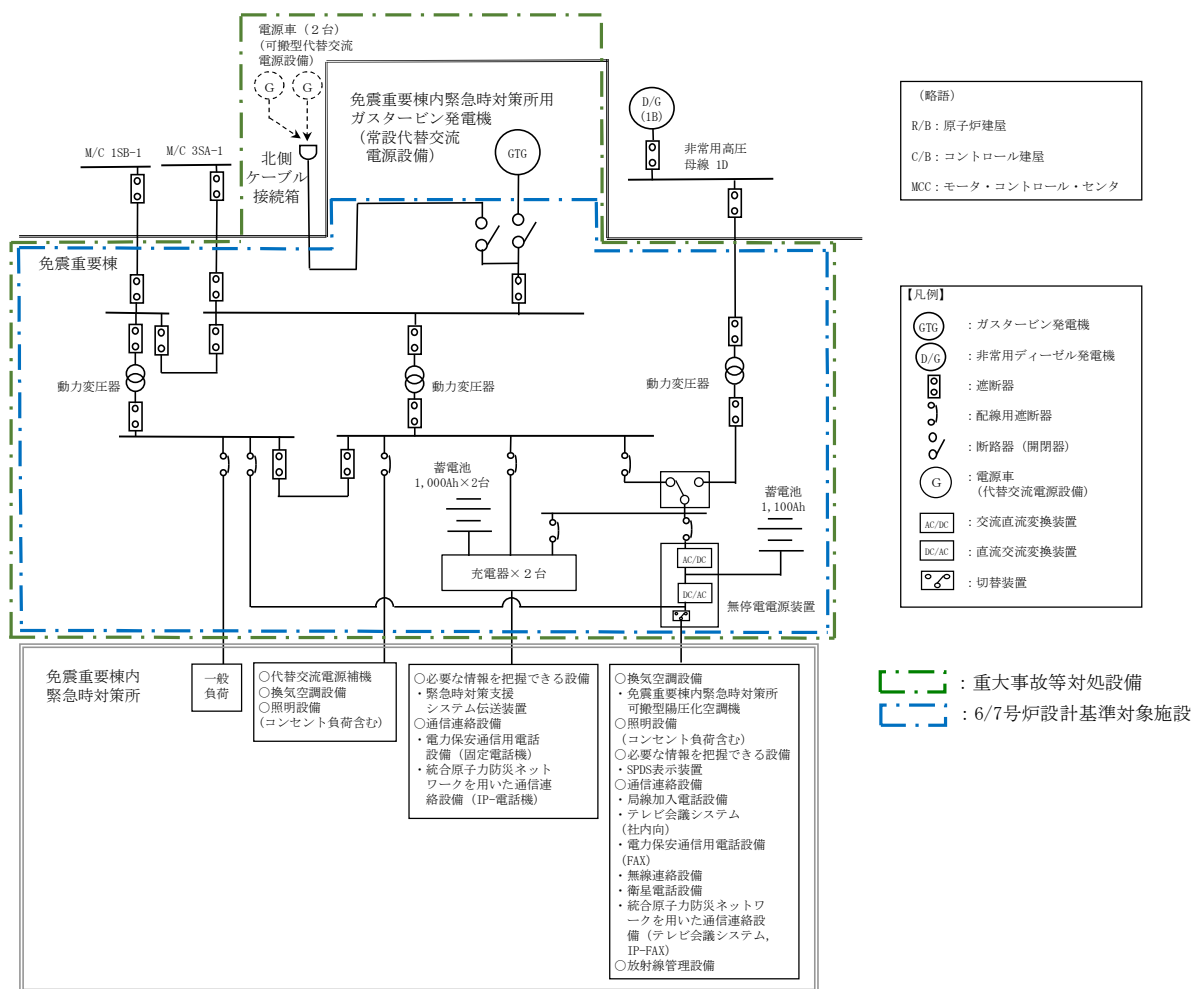 電源車（２台）
(可搬型代替交流
電源設備)
G
G
免震重要棟内緊急時対策所用
ガスタービン発電機
（常設代替交流
電源設備）
GTG
D/G
(1B)
非常用高圧
母線 1D
M/C 1SB-1
M/C 3SA-1
北側
ケーブル
接続箱
免震重要棟
動力変圧器
動力変圧器
動力変圧器
蓄電池
1,000Ah×2台
蓄電池
1,100Ah
充電器×２台
AC/DC
DC/AC
無停電電源装置
免震重要棟内
緊急時対策所
一般
負荷
○代替交流電源補機
○換気空調設備
○照明設備
(コンセント負荷含む)
○必要な情報を把握できる設備
・緊急時対策支援
システム伝送装置
○通信連絡設備
・電力保安通信用電話
設備（固定電話機）
・統合原子力防災ネット
ワークを用いた通信連
絡設備（IP-電話機）
○換気空調設備
・免震重要棟内緊急時対策所
可搬型陽圧化空調機
○照明設備
(コンセント負荷含む)
○必要な情報を把握できる設備
・SPDS表示装置
○通信連絡設備
・局線加入電話設備
・テレビ会議システム
(社内向)
・電力保安通信用電話設備
(FAX)
・無線連絡設備
・衛星電話設備
・統合原子力防災ネットワ
ークを用いた通信連絡設
備（テレビ会議システム,
IP-FAX）
○放射線管理設備
（略語）
R/B：原子炉建屋
C/B：コントロール建屋
MCC：モータ・コントロール・センタ
【凡例】
GTG ：ガスタービン発電機
D/G ：非常用ディーゼル発電機
：遮断器
：配線用遮断器
：断路器（開閉器）
G ：電源車
（代替交流電源設備）
AC/DC ：交流直流変換装置
DC/AC ：直流交流変換装置
：切替装置
：重大事故等対処設備
：6/7号炉設計基準対象施設